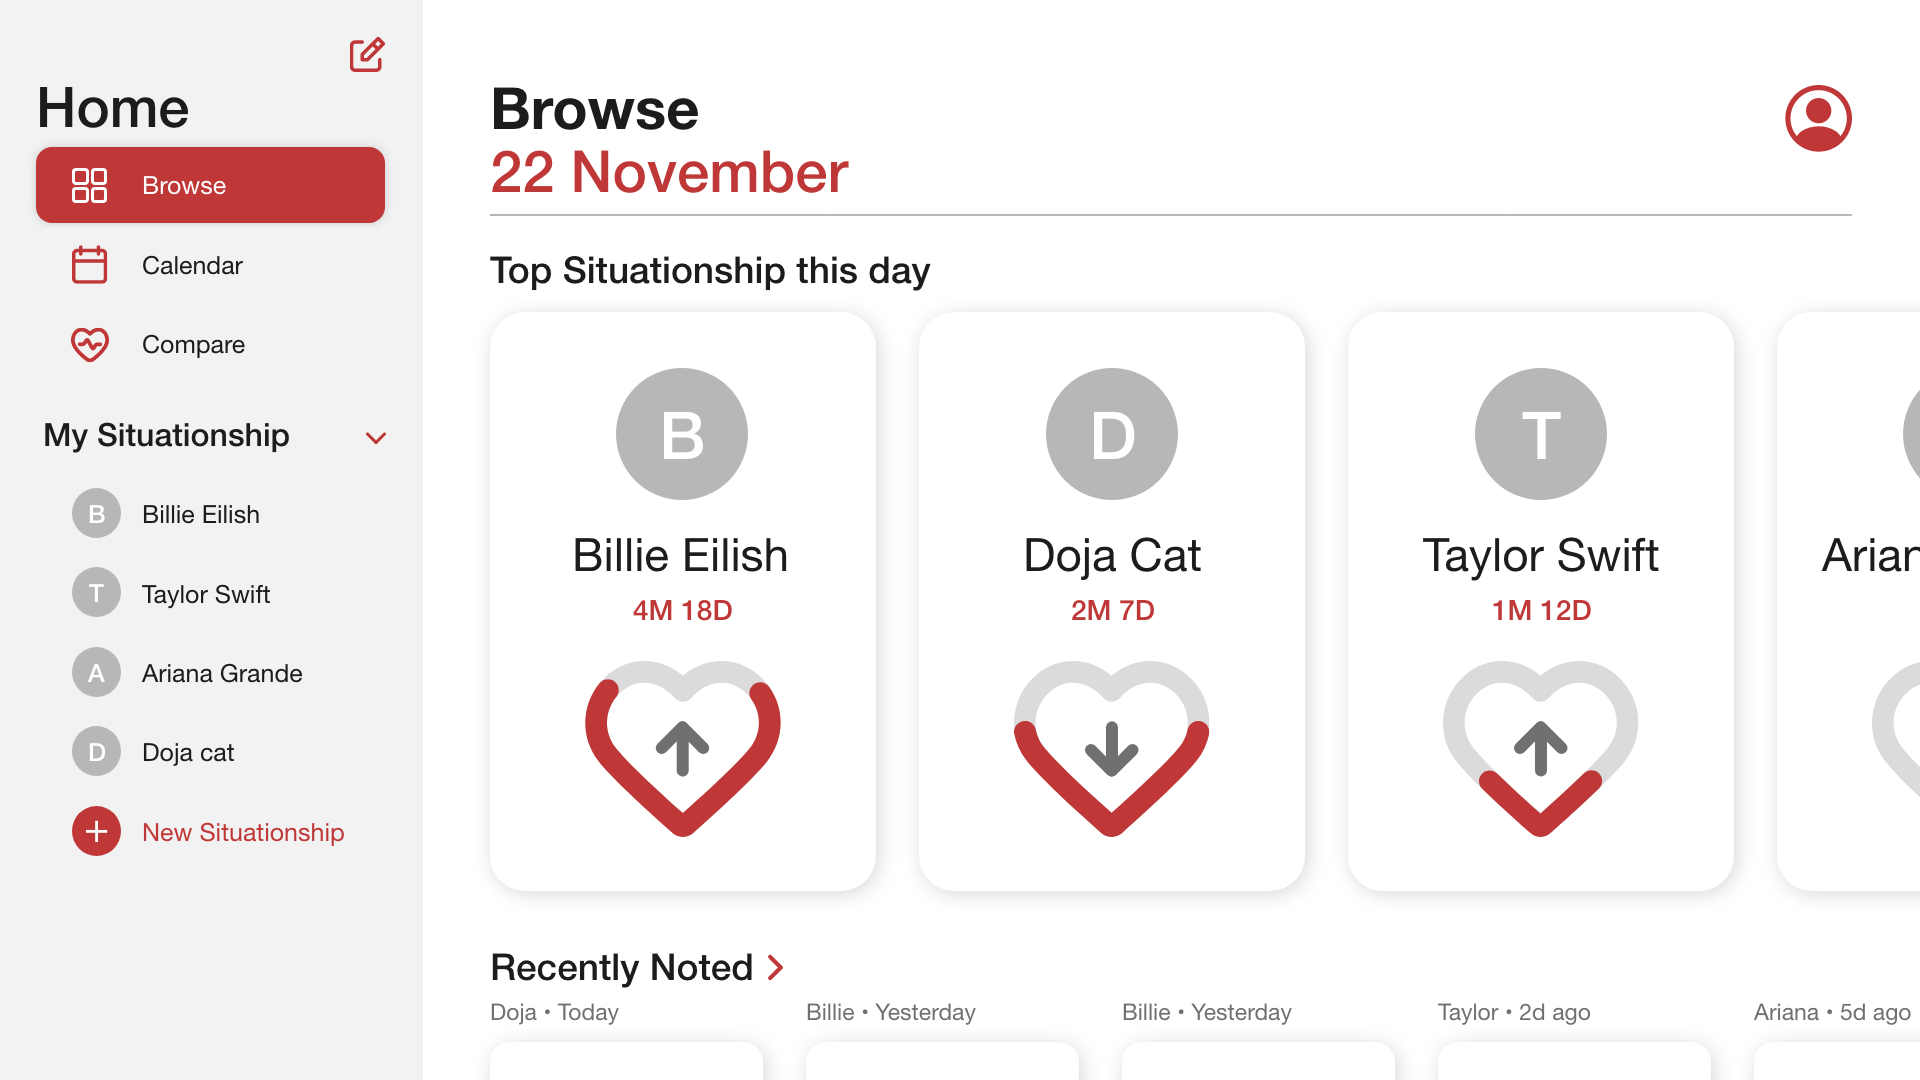 Home
Browse
Calendar
Compare
My Situationship
B Billie Eilish
T Taylor Swift
A Ariana Grande
D Doja cat
New Situationship
Browse
22 November
Top Situationship this day
B
Billie Eilish
4M 18D
D
Doja Cat
2M 7D
T
Taylor Swift
1M 12D
Arian
Recently Noted
Doja • Today
Billie • Yesterday
Billie • Yesterday
Taylor • 2d ago
Ariana • 5d ago